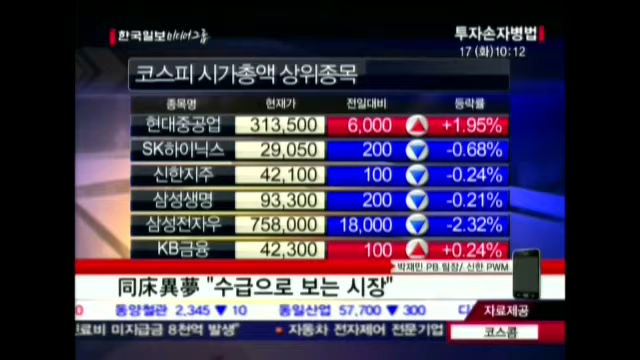 한국일보 미디어그룹
투자손자병법
17 (화)10:12
코스피 시가총액 상위종목
종목명 현재가 전일대비 등락률
현대중공업 313,500 6,000 ▲ +1.95%
SK하이닉스 29,050 200 ▼ -0.68%
신한지주 42,100 100 ▼ -0.24%
삼성생명 93,300 200 ▼ -0.21%
삼성전자우 758,000 18,000 ▼ -2.32%
KB금융 42,300 100 ▲ +0.24%
박재민 PB 팀장/ 신한 PWM
同床異夢 "수급으로 보는 시장"
동양철관 2,345 ▼ 10 동일산업 57,700 ▼ 300
자료제공
료비 미지급금 8천억 발생" • 자동차 전자제어 전문기업
코스콤